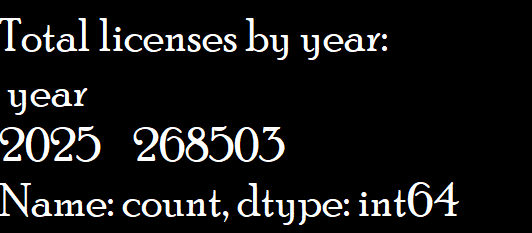 Total licenses by year:
year
2025 268503
Name: count, dtype: int64